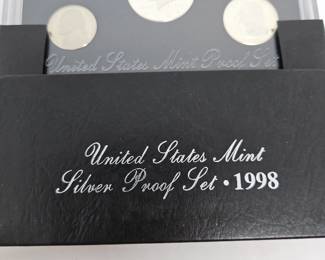 United States Mint Proof Set
United States Mint
Silver Proof Set • 1998